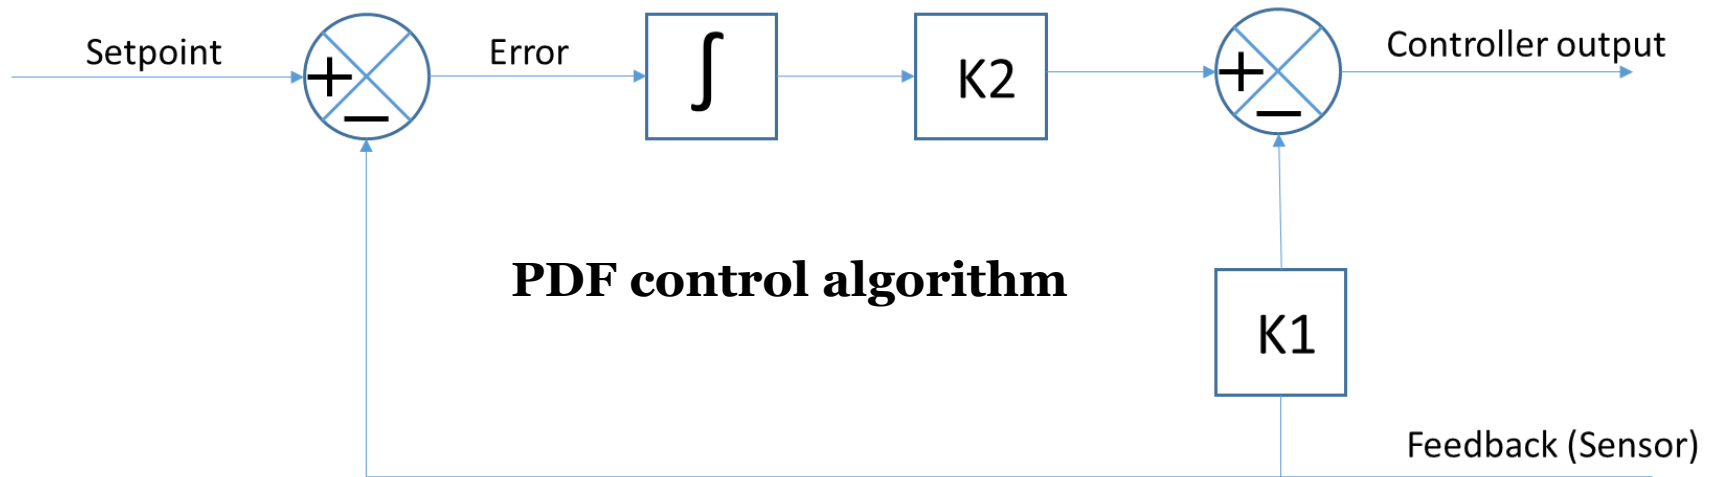 Setpoint
+
−
Error
∫
K2
+
−
Controller output
PDF control algorithm
K1
Feedback (Sensor)